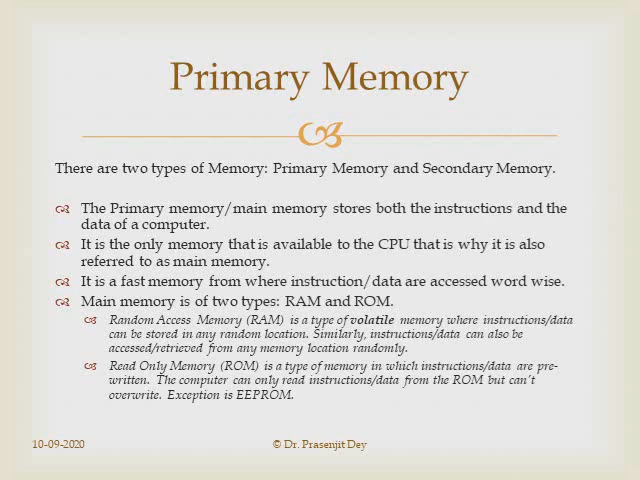 Primary Memory
There are two types of Memory: Primary Memory and Secondary Memory.
The Primary memory/main memory stores both the instructions and the
data of a computer.
It is the only memory that is available to the CPU that is why it is also
referred to as main memory.
It is a fast memory from where instruction/data are accessed word wise.
Main memory is of two types: RAM and ROM.
Random Access Memory (RAM) is a type of volatile memory where instructions/data
can be stored in any random location. Similarly, instructions/data can also be
accessed/retrieved from any memory location randomly.
Read Only Memory (ROM) is a type of memory in which instructions/data are pre-
written. The computer can only read instructions/data from the ROM but can't
overwrite. Exception is EEPROM.
10-09-2020 © Dr. Prasenjit Dey